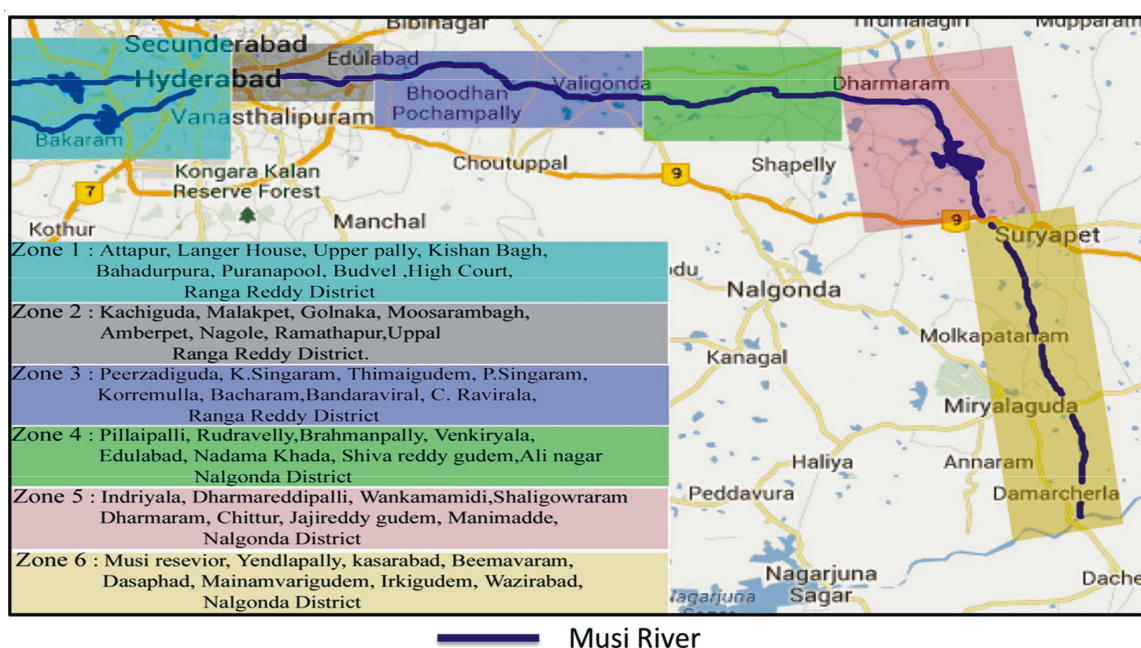 Bibinagar
Tirumalagiri
Mupparam
Secunderabad
Edulabad
Hyderabad
Bhoodhan
Pochampally
Valigonda
Dharmaram
Vanasthalipuram
Bakaram
Choutuppal
Shapelly
Kongara Kalan
Reserve Forest
7
9
9
Kothur
Manchal
Suryapet
Zone 1 : Attapur, Langer House, Upper pally, Kishan Bagh,
Bahadurpura, Puranapool, Budvel ,High Court,
Ranga Reddy District
Zone 2 : Kachiguda, Malakpet, Golnaka, Moosarambagh,
Amberpet, Nagole, Ramathapur,Uppal
Ranga Reddy District.
Zone 3 : Peerzadiguda, K.Singaram, Thimaigudem, P.Singaram,
Korremulla, Bacharam,Bandaraviral, C. Ravirala,
Ranga Reddy District
Zone 4 : Pillaipalli, Rudravelly,Brahmanpally, Venkiryala,
Edulabad, Nadama Khada, Shiva reddy gudem,Ali nagar
Nalgonda District
Zone 5 : Indriyala, Dharmareddipalli, Wankamamidi,Shaligowraram
Dharmaram, Chittur, Jajireddy gudem, Manimadde,
Nalgonda District
Zone 6 : Musi resevior, Yendlapally, kasarabad, Beemavaram,
Dasaphad, Mainamvarigudem, Irkigudem, Wazirabad,
Nalgonda District
odu
Nalgonda
Molkapatanam
Kanagal
Miryalaguda
Haliya
Annaram
Peddavura
Damarcherla
Nagarjuna
Sagar
Nagarjuna
Dache
Musi River